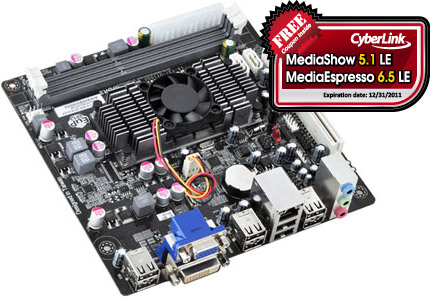 FREE
Coupon Inside
CyberLink
MediaShow 5.1 LE
MediaEspresso 6.5 LE
Expiration date: 12/31/2011